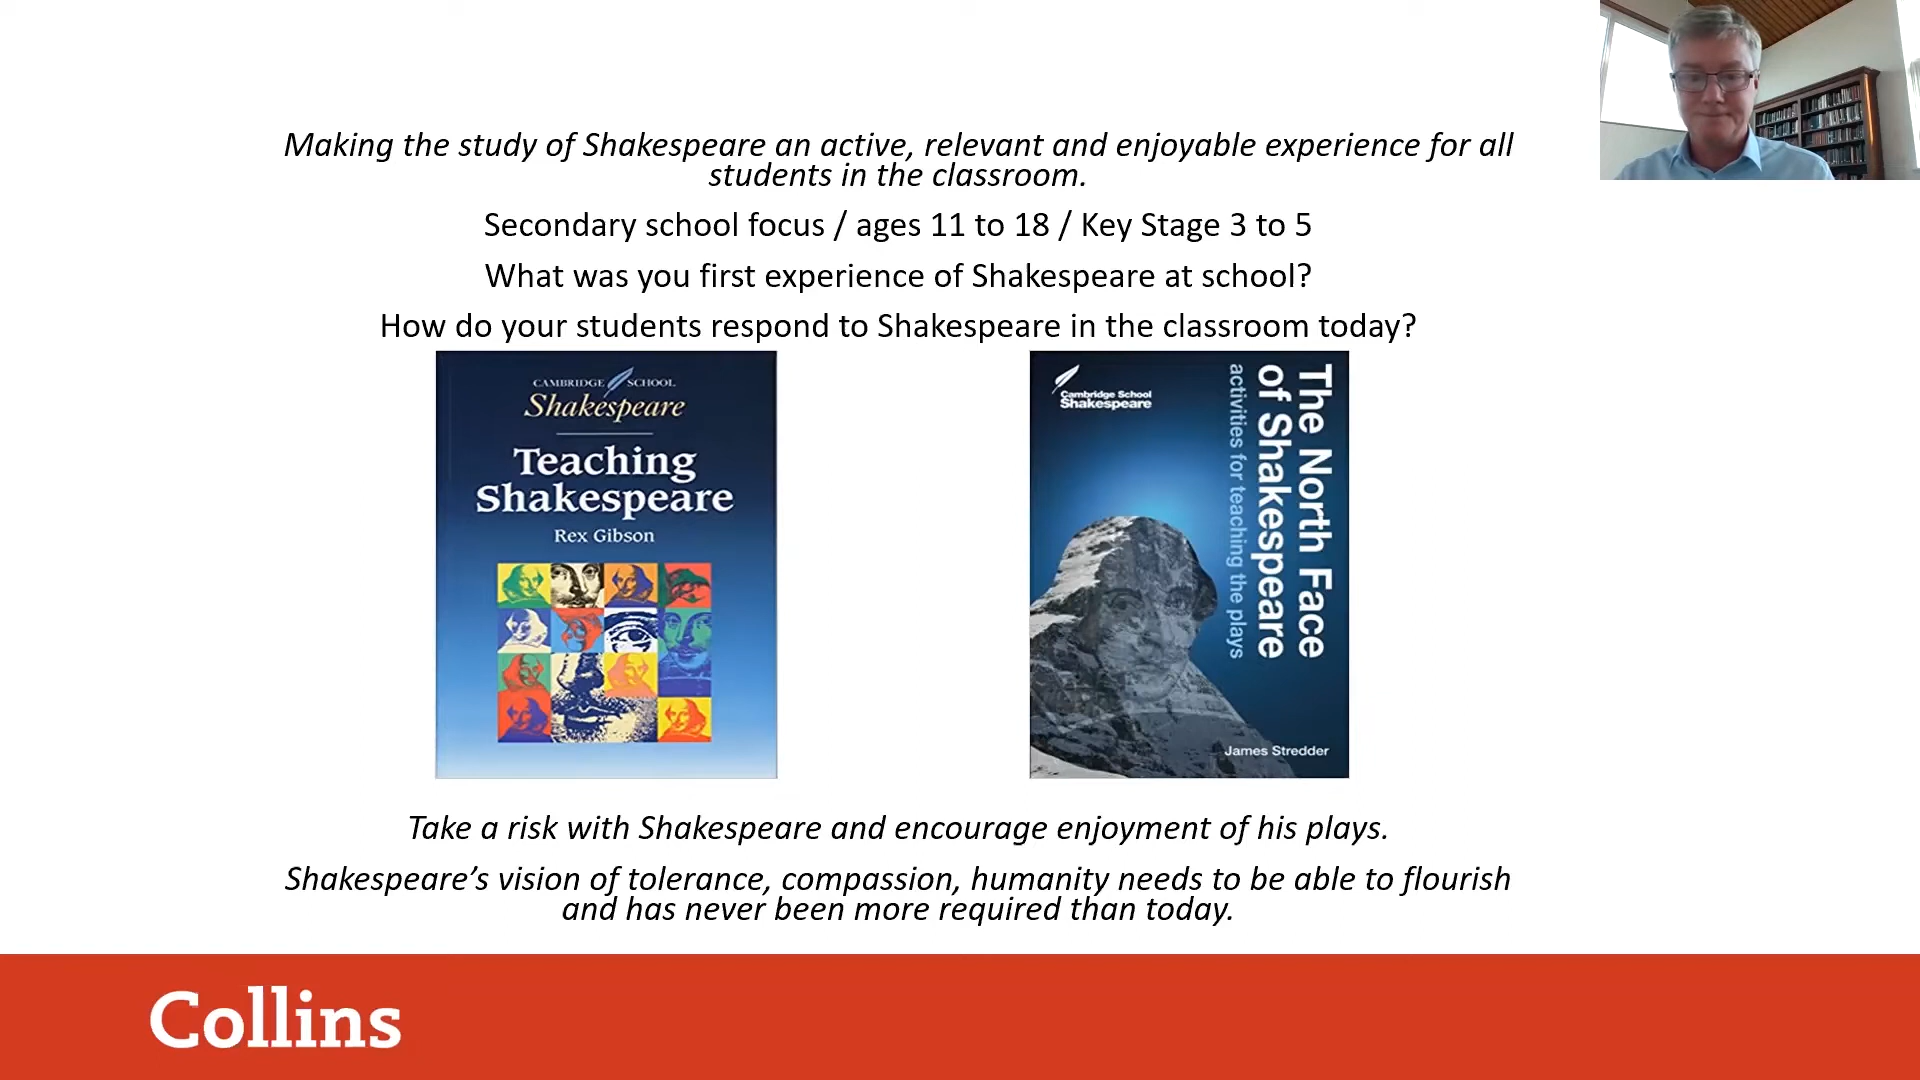 Making the study of Shakespeare an active, relevant and enjoyable experience for all
students in the classroom.
Secondary school focus / ages 11 to 18 / Key Stage 3 to 5
What was you first experience of Shakespeare at school?
How do your students respond to Shakespeare in the classroom today?
CAMBRIDGE SCHOOL
Shakespeare
Teaching
Shakespeare
Rex Gibson
Cambridge School
Shakespeare
The North Face
of Shakespeare
activities for teaching the plays
James Stredder
Take a risk with Shakespeare and encourage enjoyment of his plays.
Shakespeare’s vision of tolerance, compassion, humanity needs to be able to flourish
and has never been more required than today.
Collins